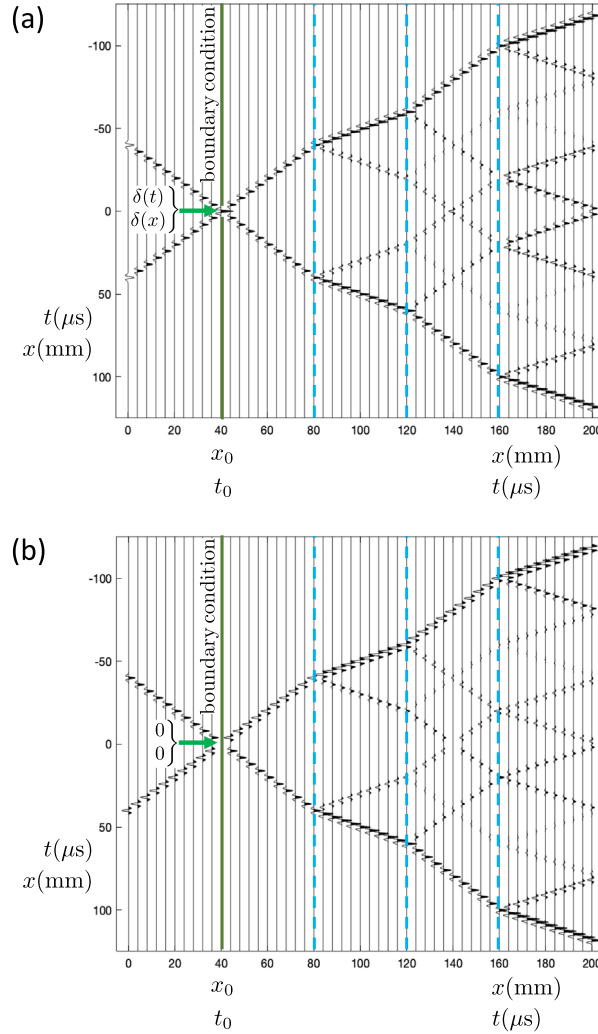 (a)
boundary condition
-100
-50
δ(t)
δ(x)
0
50
t(μs)
x(mm)
100
0 20 40 60 80 100 120 140 160 180 200
x₀ x(mm)
t₀ t(μs)
(b)
boundary condition
-100
-50
0
0
0
50
t(μs)
x(mm)
100
0 20 40 60 80 100 120 140 160 180 200
x₀ x(mm)
t₀ t(μs)